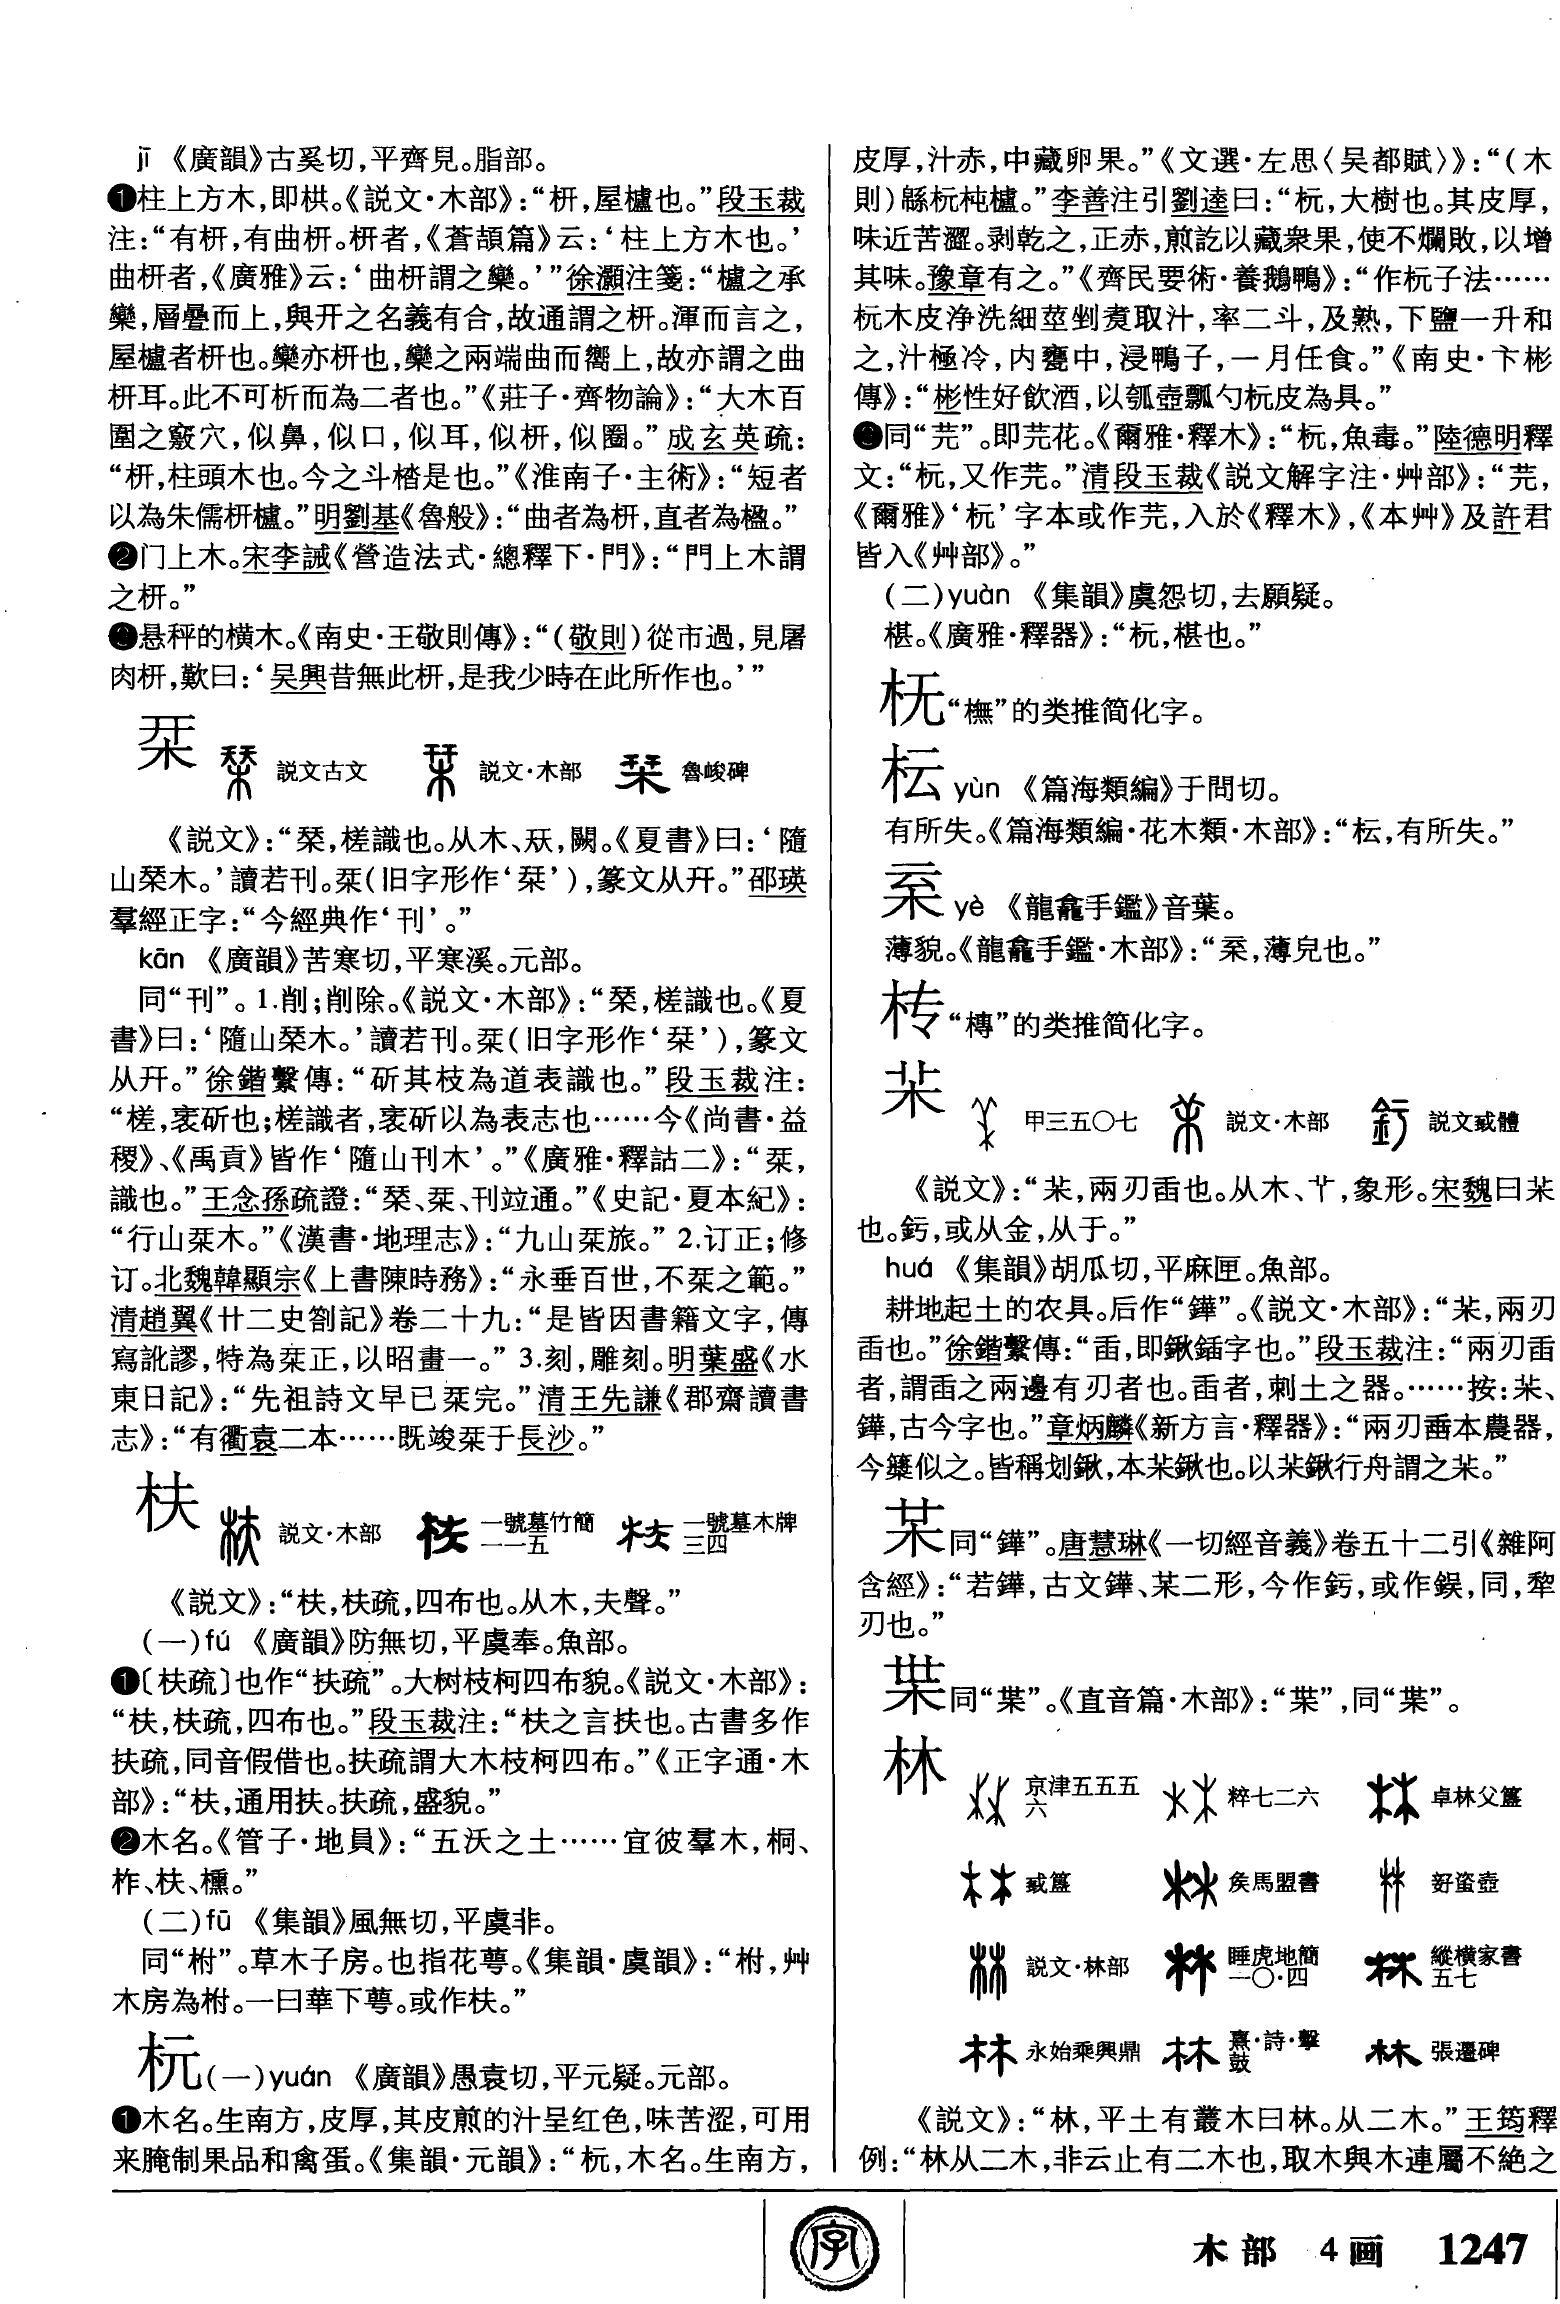 jī 《廣韻》古奚切,平齊見。脂部。
❶柱上方木,即栱。《説文·木部》:“枅,屋櫨也。”段玉裁
注:“有枅,有曲枅。枅者,《蒼頡篇》云:‘柱上方木也。’
曲枅者,《廣雅》云:‘曲枅謂之欒。’”徐灝注箋:“櫨之承
欒,層疊而上,與幵之名義有合,故通謂之枅。渾而言之,
屋櫨者枅也。欒亦枅也,欒之兩端曲而嚮上,故亦謂之曲
枅耳。此不可析而為二者也。”《莊子·齊物論》:“大木百
圍之竅穴,似鼻,似口,似耳,似枅,似圈。”成玄英疏:
“枅,柱頭木也。今之斗楷是也。”《淮南子·主術》:“短者
以為朱儒枅櫨。”明劉基《魯般》:“曲者為枅,直者為楹。”
❷门上木。宋李誡《營造法式·總釋下·門》:“門上木謂
之枅。”
❸悬秤的横木。《南史·王敬則傳》:“(敬則)從市過,見屠
肉枅,歎曰:‘吴興昔無此枅,是我少時在此所作也。’”
栞 説文古文 説文·木部 魯峻碑
《説文》:“㮃,槎識也。从木、㺵,闕。《夏書》曰:‘隨
山㮃木。’讀若刊。栞(旧字形作‘栞’),篆文从幵。”邵瑛
羣經正字:“今經典作‘刊’。”
kān 《廣韻》苦寒切,平寒溪。元部。
同“刊”。1.削;削除。《説文·木部》:“㮃,槎識也。《夏
書》曰:‘隨山㮃木。’讀若刊。栞(旧字形作‘栞’),篆文
从幵。”徐鍇繫傳:“斫其枝為道表識也。”段玉裁注:
“槎,衺斫也;槎識者,衺斫以為表志也……今《尚書·益
稷》、《禹貢》皆作‘隨山刊木’。”《廣雅·釋詁二》:“栞,
識也。”王念孫疏證:“㮃、栞、刊竝通。”《史記·夏本紀》:
“行山栞木。”《漢書·地理志》:“九山栞旅。”2.订正;修
订。北魏韓顯宗《上書陳時務》:“永垂百世,不栞之範。”
清趙翼《廿二史劄記》卷二十九:“是皆因書籍文字,傳
寫訛謬,特為栞正,以昭畫一。”3.刻,雕刻。明葉盛《水
東日記》:“先祖詩文早已栞完。”清王先謙《郡齋讀書
志》:“有衢袁二本……既竣栞于長沙。”
枎 説文·木部 一號墓竹簡一一五 一號墓木牌三四
《説文》:“枎,枎疏,四布也。从木,夫聲。”
(一)fú 《廣韻》防無切,平虞奉。魚部。
❶〔枎疏〕也作“扶疏”。大树枝柯四布貌。《説文·木部》:
“枎,枎疏,四布也。”段玉裁注:“枎之言扶也。古書多作
扶疏,同音假借也。扶疏謂大木枝柯四布。”《正字通·木
部》:“枎,通用扶。扶疏,盛貌。”
❷木名。《管子·地員》:“五沃之土……宜彼羣木,桐、
柞、枎、櫄。”
(二)fū 《集韻》風無切,平虞非。
同“柎”。草木子房。也指花萼。《集韻·虞韻》:“柎,艸
木房為柎。一曰華下萼。或作枎。”
杬(一)yuán 《廣韻》愚袁切,平元疑。元部。
❶木名。生南方,皮厚,其皮煎的汁呈红色,味苦涩,可用
来腌制果品和禽蛋。《集韻·元韻》:“杬,木名。生南方,
皮厚,汁赤,中藏卵果。”《文選·左思〈吴都賦〉》:“(木
則)緜杬杶櫨。”李善注引劉逵曰:“杬,大樹也。其皮厚,
味近苦澀。剥乾之,正赤,煎訖以藏衆果,使不爛敗,以增
其味。豫章有之。”《齊民要術·養鵝鴨》:“作杬子法……
杬木皮浄洗細莝剉煮取汁,率二斗,及熟,下鹽一升和
之,汁極冷,内甕中,浸鴨子,一月任食。”《南史·卞彬
傳》:“彬性好飲酒,以瓠壺瓢勺杬皮為具。”
❸同“芫”。即芫花。《爾雅·釋木》:“杬,魚毒。”陸德明釋
文:“杬,又作芫。”清段玉裁《説文解字注·艸部》:“芫,
《爾雅》‘杬’字本或作芫,入於《釋木》,《本艸》及許君
皆入《艸部》。”
(二)yuàn 《集韻》虞怨切,去願疑。
椹。《廣雅·釋器》:“杬,椹也。”
㭇“橅”的类推简化字。
枟 yùn 《篇海類編》于問切。
有所失。《篇海類編·花木類·木部》:“枟,有所失。”
枽 yè 《龍龕手鑑》音葉。
薄貌。《龍龕手鑑·木部》:“枽,薄皃也。”
“槫”的类推简化字。
甲三五〇七 説文·木部 説文或體
《説文》:“𣎵,兩刃臿也。从木、𦫳,象形。宋魏曰
也。釫,或从金,从于。”
huá 《集韻》胡瓜切,平麻匣。魚部。
耕地起土的农具。后作“鏵”。《説文·木部》:“,兩刃
臿也。”徐鍇繫傳:“臿,即鍬鍤字也。”段玉裁注:“兩刃臿
者,謂臿之兩邊有刃者也。臿者,刺土之器。……按:、
鏵,古今字也。”章炳麟《新方言·釋器》:“兩刃臿本農器,
今䉛似之。皆稱划鍬,本鍬也。以鍬行舟謂之。”
同“鏵”。唐慧琳《一切經音義》卷五十二引《雜阿
含經》:“若鏵,古文鏵、二形,今作釫,或作鋘,同,犂
刃也。”
同“枼”。《直音篇·木部》:“”,同“枼”。
林 京津五五五六 粹七二六 卓林父簋
㦰簋 矦馬盟書 𧊒壺
説文·林部 睡虎地簡一〇·四 縱横家書五七
永始乘興鼎 熹·詩·擊鼓 張遷碑
《説文》:“林,平土有叢木曰林。从二木。”王筠釋
例:“林从二木,非云止有二木也,取木與木連屬不絶之
字
木部 4画 1247